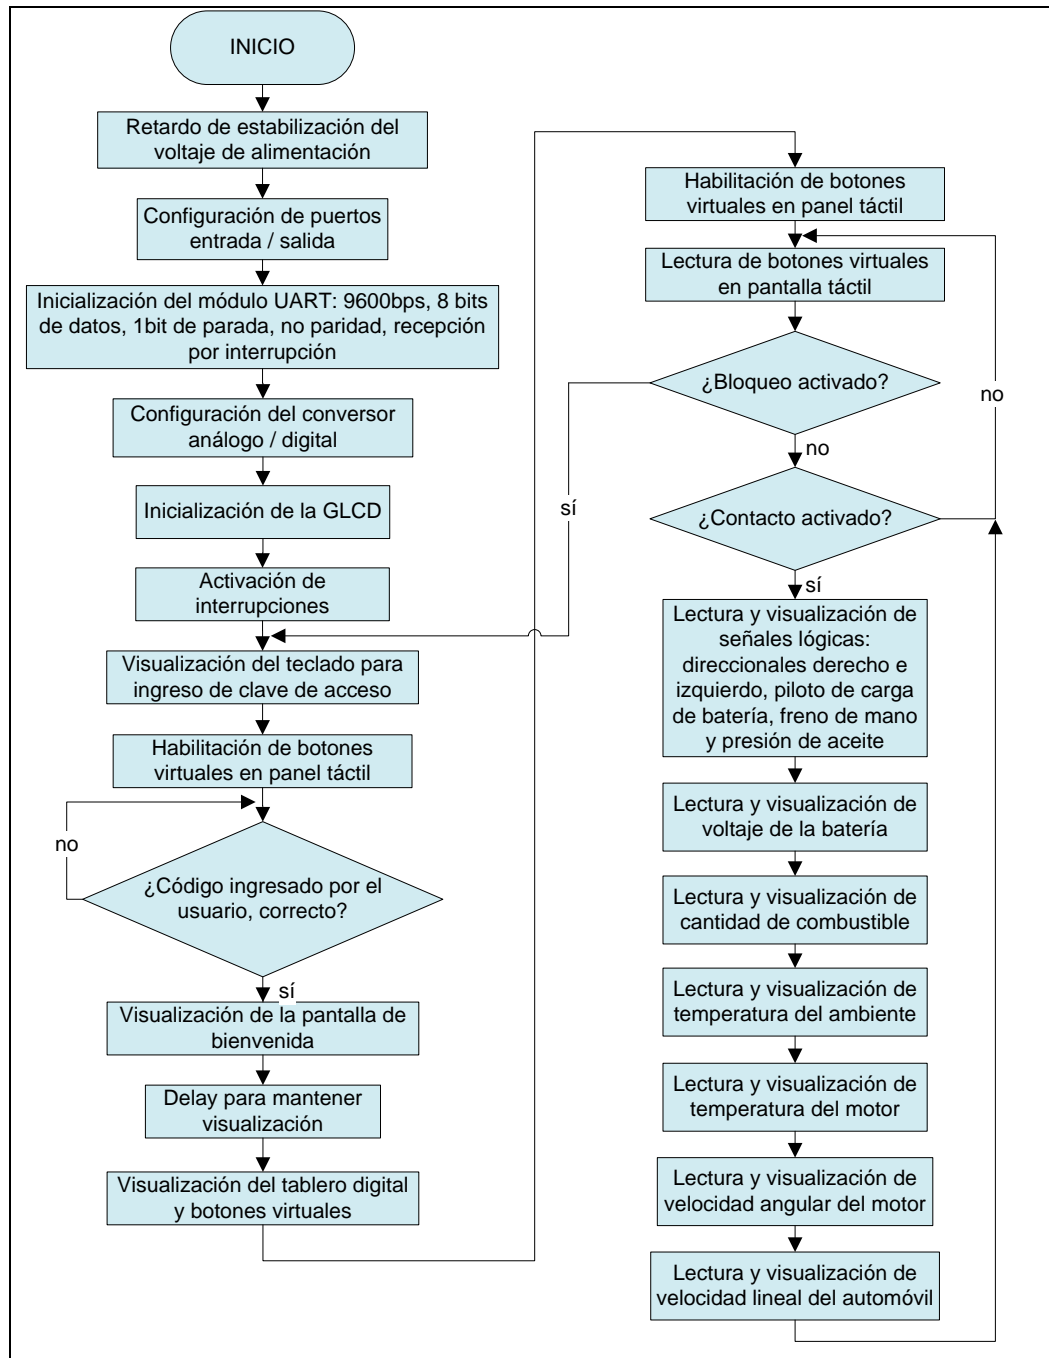 INICIO
Retardo de estabilización del
voltaje de alimentación
Configuración de puertos
entrada / salida
Inicialización del módulo UART: 9600bps, 8 bits
de datos, 1bit de parada, no paridad, recepción
por interrupción
Configuración del conversor
análogo / digital
Inicialización de la GLCD
Activación de
interrupciones
Visualización del teclado para
ingreso de clave de acceso
Habilitación de botones
virtuales en panel táctil
no
¿Código ingresado por el
usuario, correcto?
sí
Visualización de la pantalla de
bienvenida
Delay para mantener
visualización
Visualización del tablero digital
y botones virtuales
Habilitación de botones
virtuales en panel táctil
Lectura de botones virtuales
en pantalla táctil
¿Bloqueo activado?
no
no
sí
¿Contacto activado?
sí
Lectura y visualización de
señales lógicas:
direccionales derecho e
izquierdo, piloto de carga
de batería, freno de mano
y presión de aceite
Lectura y visualización de
voltaje de la batería
Lectura y visualización de
cantidad de combustible
Lectura y visualización de
temperatura del ambiente
Lectura y visualización de
temperatura del motor
Lectura y visualización de
velocidad angular del motor
Lectura y visualización de
velocidad lineal del automóvil